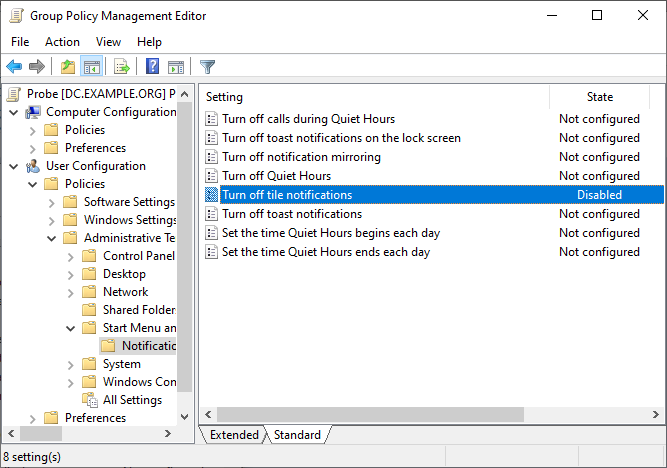 Group Policy Management Editor
File Action View Help
Probe [DC.EXAMPLE.ORG] P
Computer Configuration
Policies
Preferences
User Configuration
Policies
Software Settings
Windows Settings
Administrative Te
Control Panel
Desktop
Network
Shared Folders
Start Menu an
Notificatio
System
Windows Con
All Settings
Preferences
Setting State
Turn off calls during Quiet Hours Not configured
Turn off toast notifications on the lock screen Not configured
Turn off notification mirroring Not configured
Turn off Quiet Hours Not configured
Turn off tile notifications Disabled
Turn off toast notifications Not configured
Set the time Quiet Hours begins each day Not configured
Set the time Quiet Hours ends each day Not configured
Extended Standard
8 setting(s)